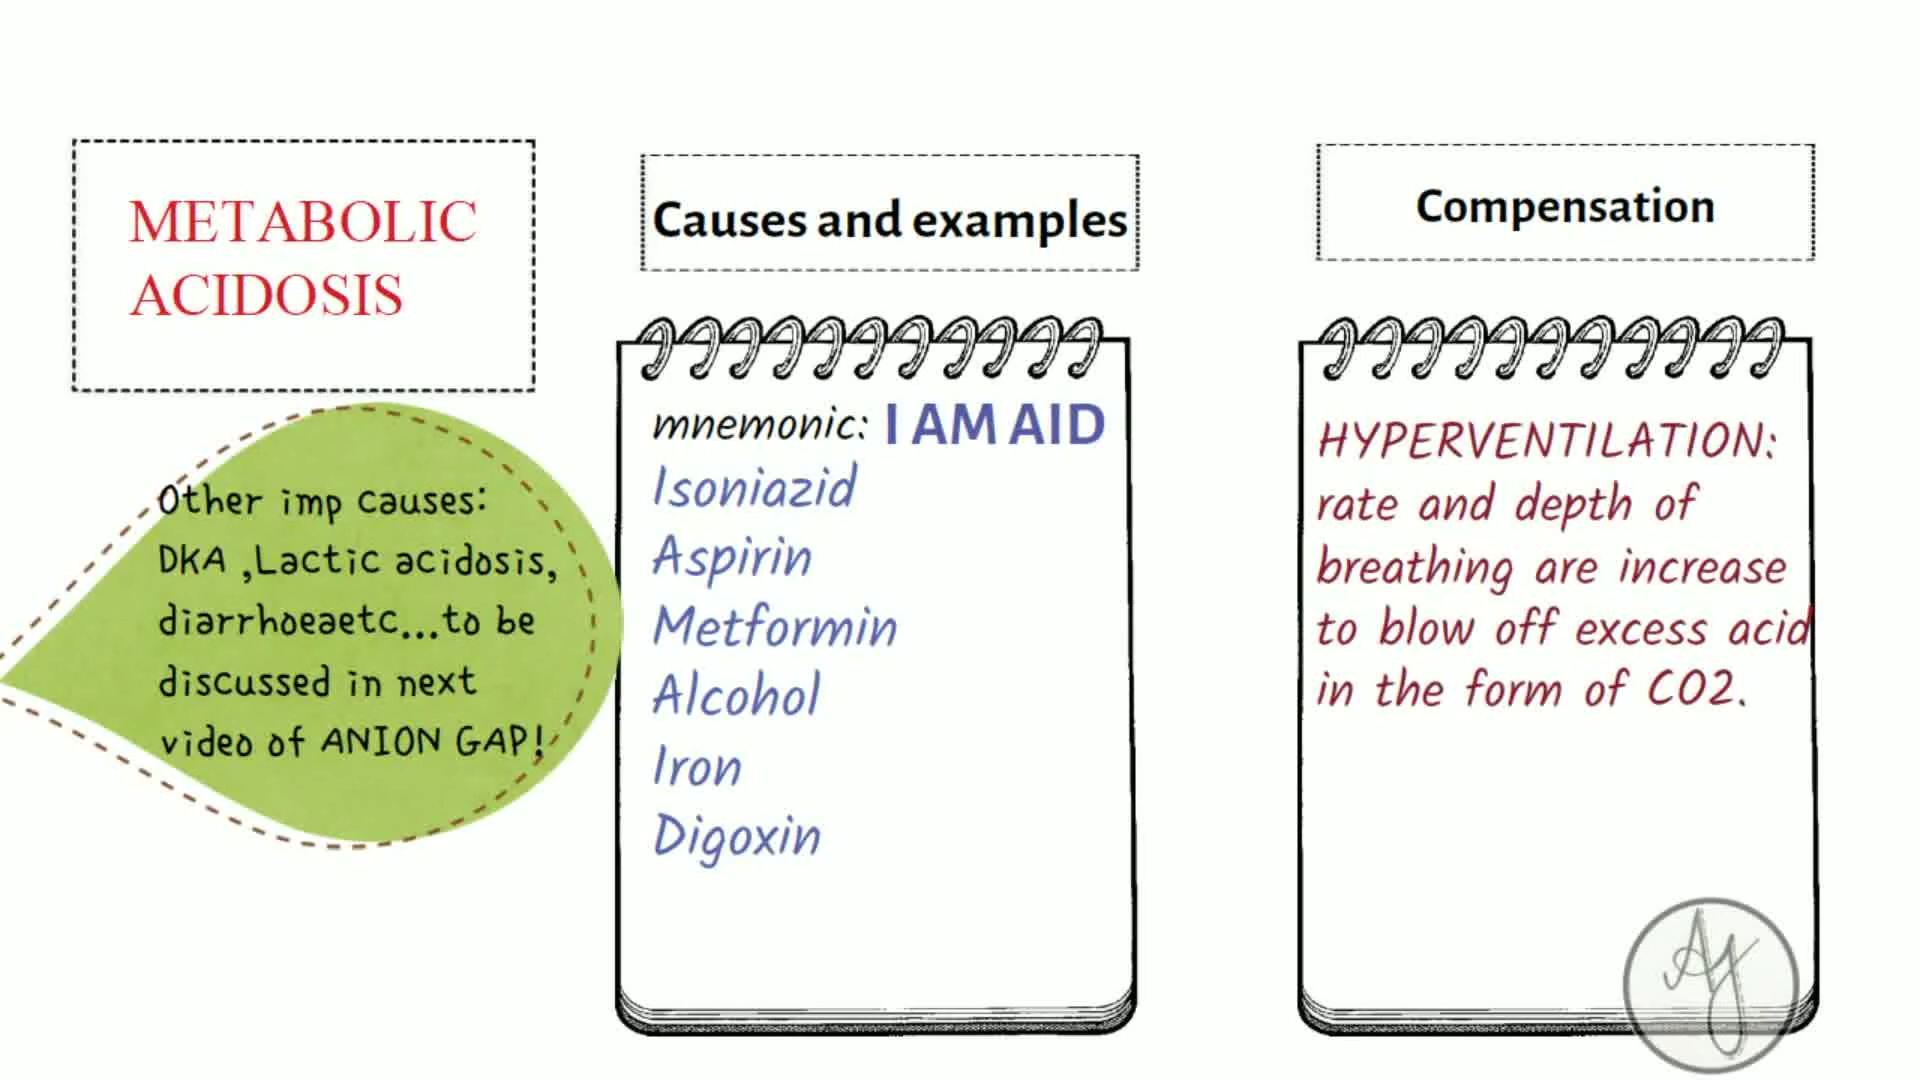 METABOLIC
ACIDOSIS
Other imp causes:
DKA ,Lactic acidosis,
diarrhoeaetc...to be
discussed in next
video of ANION GAP!
Causes and examples
mnemonic: I AM AID
Isoniazid
Aspirin
Metformin
Alcohol
Iron
Digoxin
Compensation
HYPERVENTILATION:
rate and depth of
breathing are increase
to blow off excess acid
in the form of CO2.